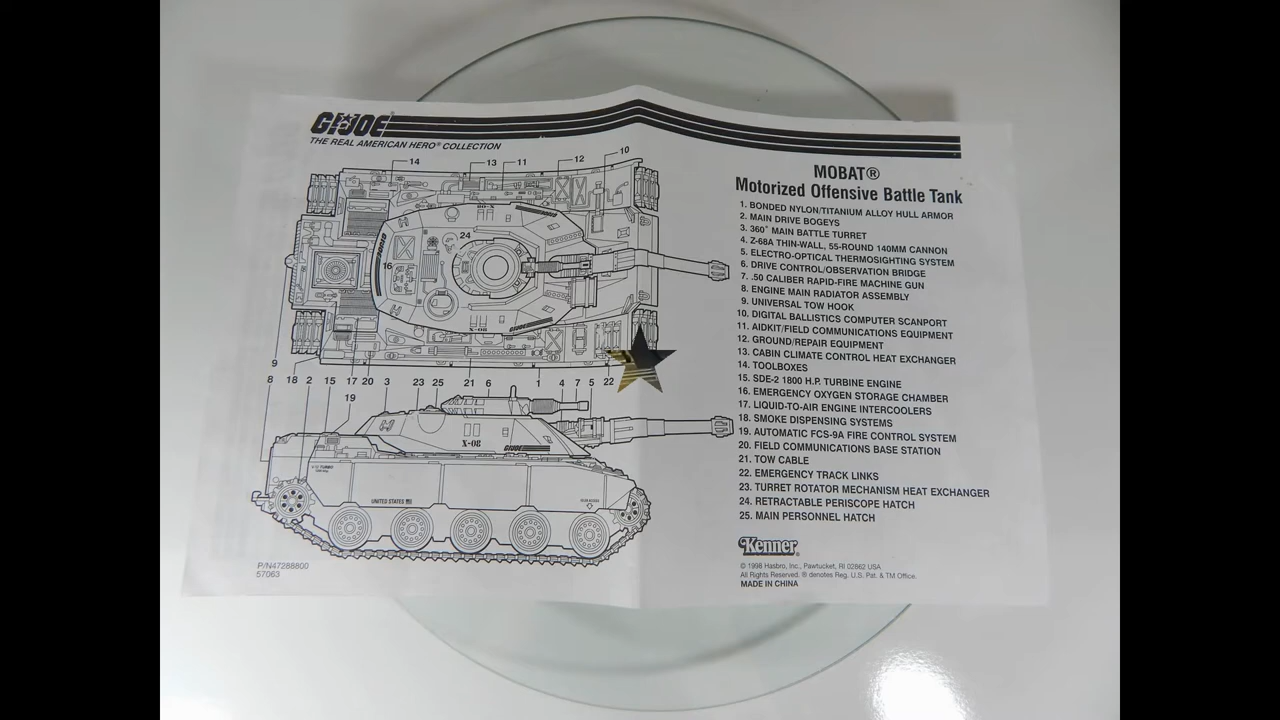 G.I. JOE
THE REAL AMERICAN HERO® COLLECTION
MOBAT®
Motorized Offensive Battle Tank
1. BONDED NYLON/TITANIUM ALLOY HULL ARMOR
2. MAIN DRIVE BOGEYS
3. 360° MAIN BATTLE TURRET
4. Z-68A THIN-WALL, 55-ROUND 140MM CANNON
5. ELECTRO-OPTICAL THERMOSIGHTING SYSTEM
6. DRIVE CONTROL/OBSERVATION BRIDGE
7. .50 CALIBER RAPID-FIRE MACHINE GUN
8. ENGINE MAIN RADIATOR ASSEMBLY
9. UNIVERSAL TOW HOOK
10. DIGITAL BALLISTICS COMPUTER SCANPORT
11. AIDKIT/FIELD COMMUNICATIONS EQUIPMENT
12. GROUND/REPAIR EQUIPMENT
13. CABIN CLIMATE CONTROL HEAT EXCHANGER
14. TOOLBOXES
15. SDE-2 1800 H.P. TURBINE ENGINE
16. EMERGENCY OXYGEN STORAGE CHAMBER
17. LIQUID-TO-AIR ENGINE INTERCOOLERS
18. SMOKE DISPENSING SYSTEMS
19. AUTOMATIC FCS-9A FIRE CONTROL SYSTEM
20. FIELD COMMUNICATIONS BASE STATION
21. TOW CABLE
22. EMERGENCY TRACK LINKS
23. TURRET ROTATOR MECHANISM HEAT EXCHANGER
24. RETRACTABLE PERISCOPE HATCH
25. MAIN PERSONNEL HATCH
14 13 11 12 10
24
16
9
8 18 2 15 17 20 3 23 25 21 6 1 4 7 5 22
19
X-08
G.I. JOE
UNITED STATES
P/N47288800
57063
Kenner
© 1998 Hasbro, Inc., Pawtucket, RI 02862 USA
All Rights Reserved. ® denotes Reg. U.S. Pat. & TM Office.
MADE IN CHINA